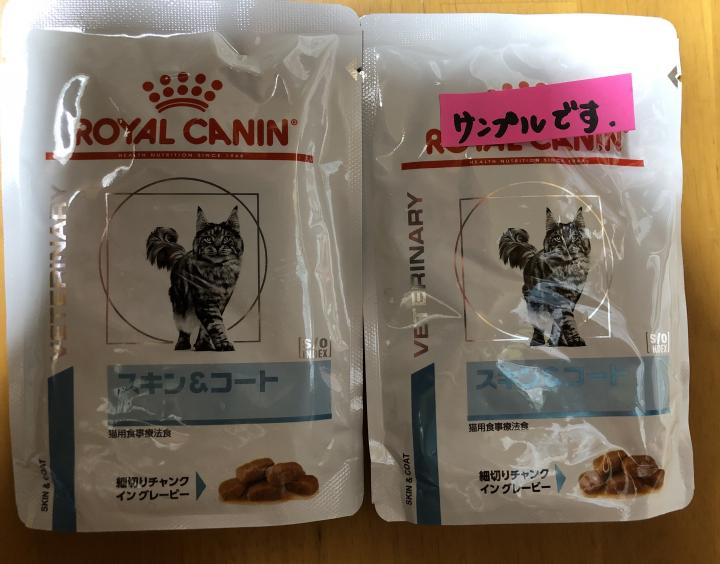 ROYAL CANIN
HEALTH NUTRITION SINCE 1968
VETERINARY
S/O
INDEX
スキン&コート
猫用食事療法食
細切りチャンク
イン グレービー
SKIN & COAT
サンプルです.
ROYAL CANIN
HEALTH NUTRITION SINCE 1968
VETERINARY
S/O
INDEX
スキン&コート
猫用食事療法食
細切りチャンク
イン グレービー
SKIN & COAT